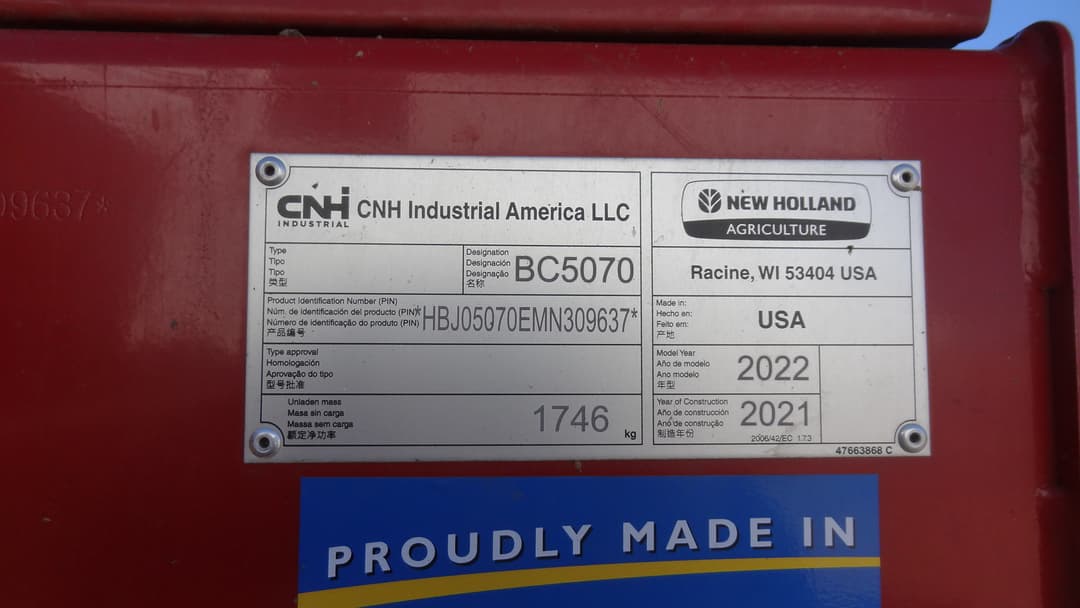 09637*
CNH
INDUSTRIAL
CNH Industrial America LLC
NEW HOLLAND
AGRICULTURE
Type
Tipo
Tipo
类型
Designation
Designación
Designação
名称
BC5070
Racine, WI 53404 USA
Product Identification Number (PIN)
Núm. de identificación del producto (PIN)
Número de identificação do produto (PIN)
产品编号
*HBJ05070EMN309637*
Made in:
Hecho en:
Feito em:
产地
USA
Type approval
Homologación
Aprovação do tipo
型号批准
Model Year
Año de modelo
Ano modelo
年型
2022
Unladen mass
Masa sin carga
Massa sem carga
额定净功率
1746
kg
Year of Construction
Año de construcción
Ano de construção
制造年份
2021
2006/42/EC 1.7.3
47663868 C
PROUDLY MADE IN